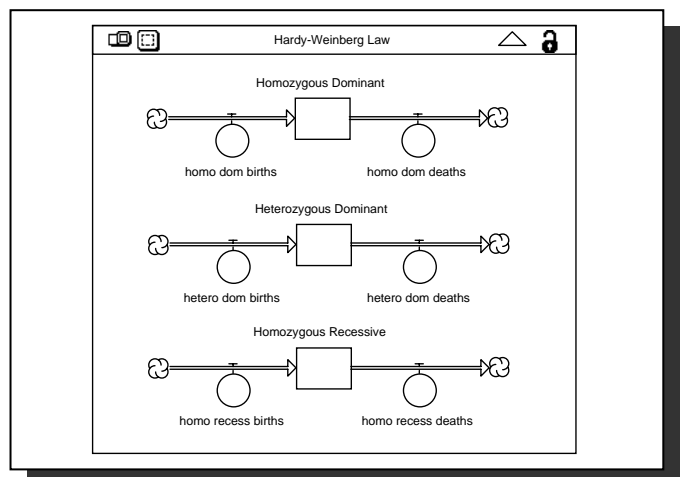 Hardy-Weinberg Law
Homozygous Dominant
homo dom births
homo dom deaths
Heterozygous Dominant
hetero dom births
hetero dom deaths
Homozygous Recessive
homo recess births
homo recess deaths